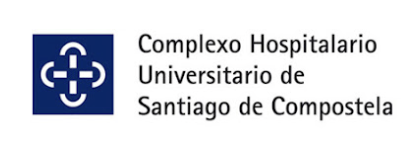 Complexo Hospitalario
Universitario de
Santiago de Compostela